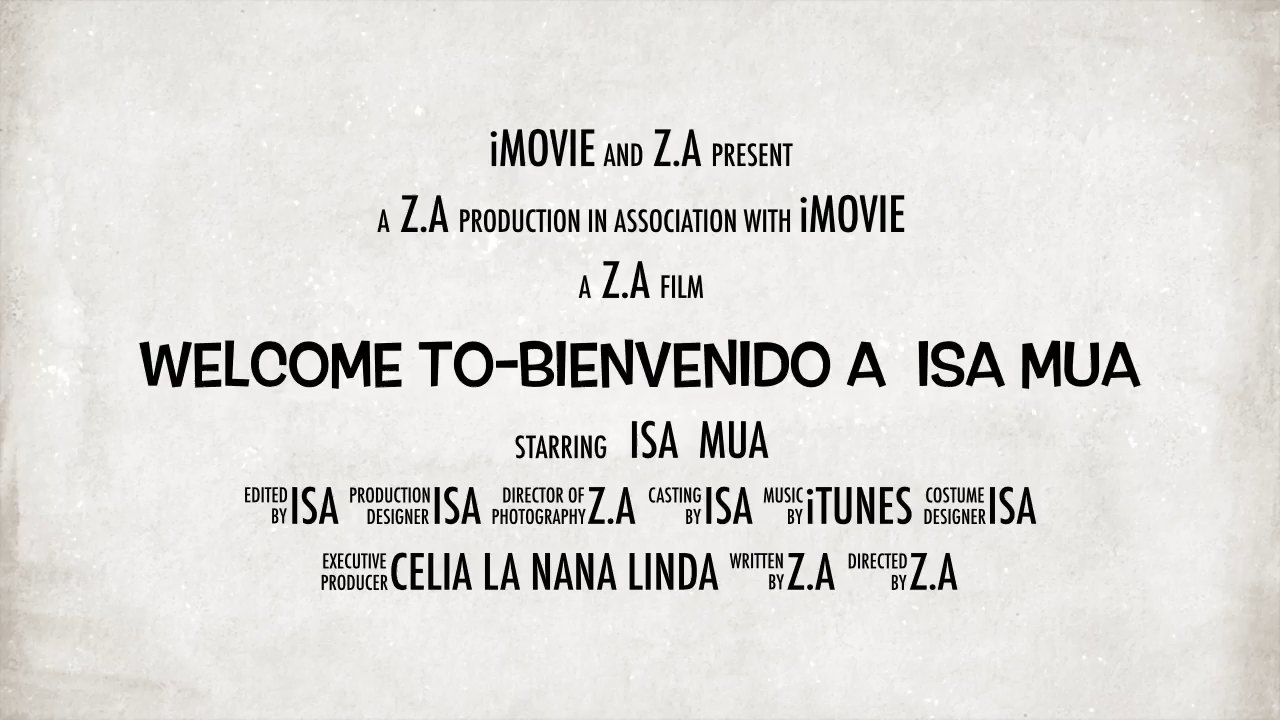 iMOVIE AND Z.A PRESENT
A Z.A PRODUCTION IN ASSOCIATION WITH iMOVIE
A Z.A FILM
WELCOME TO-BIENVENIDO A ISA MUA
STARRING ISA MUA
EDITED BY ISA PRODUCTION DESIGNER ISA DIRECTOR OF PHOTOGRAPHY Z.A CASTING BY ISA MUSIC BY iTUNES COSTUME DESIGNER ISA
EXECUTIVE PRODUCER CELIA LA NANA LINDA WRITTEN BY Z.A DIRECTED BY Z.A